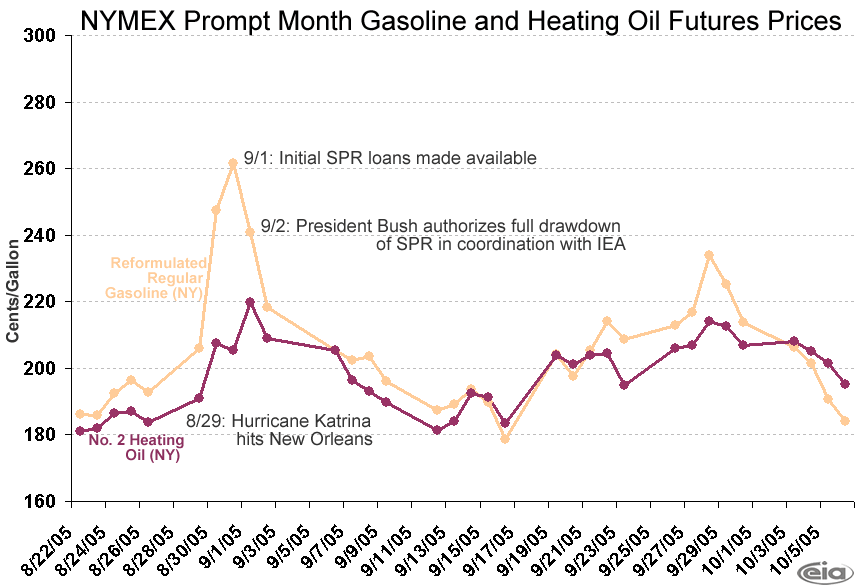 NYMEX Prompt Month Gasoline and Heating Oil Futures Prices
300
280
260
240
220
200
180
160
Cents/Gallon
9/1: Initial SPR loans made available
9/2: President Bush authorizes full drawdown
of SPR in coordination with IEA
Reformulated
Regular
Gasoline (NY)
8/29: Hurricane Katrina
hits New Orleans
No. 2 Heating
Oil (NY)
8/22/05
8/24/05
8/26/05
8/28/05
8/30/05
9/1/05
9/3/05
9/5/05
9/7/05
9/9/05
9/11/05
9/13/05
9/15/05
9/17/05
9/19/05
9/21/05
9/23/05
9/25/05
9/27/05
9/29/05
10/1/05
10/3/05
10/5/05
eia